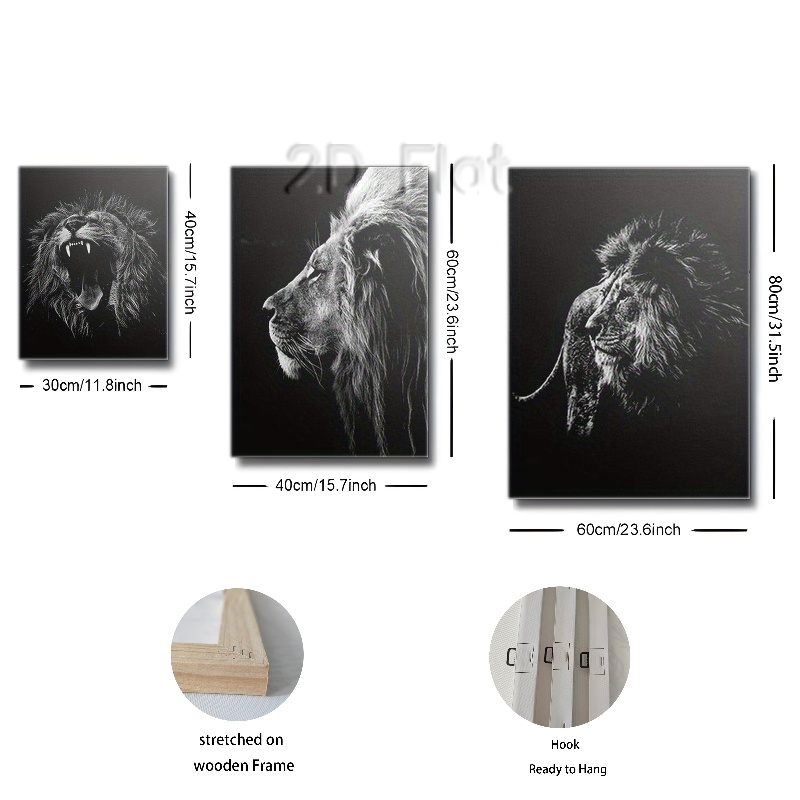 2D Flat
40cm/15.7inch
30cm/11.8inch
60cm/23.6inch
40cm/15.7inch
80cm/31.5inch
60cm/23.6inch
stretched on
wooden Frame
Hook
Ready to Hang